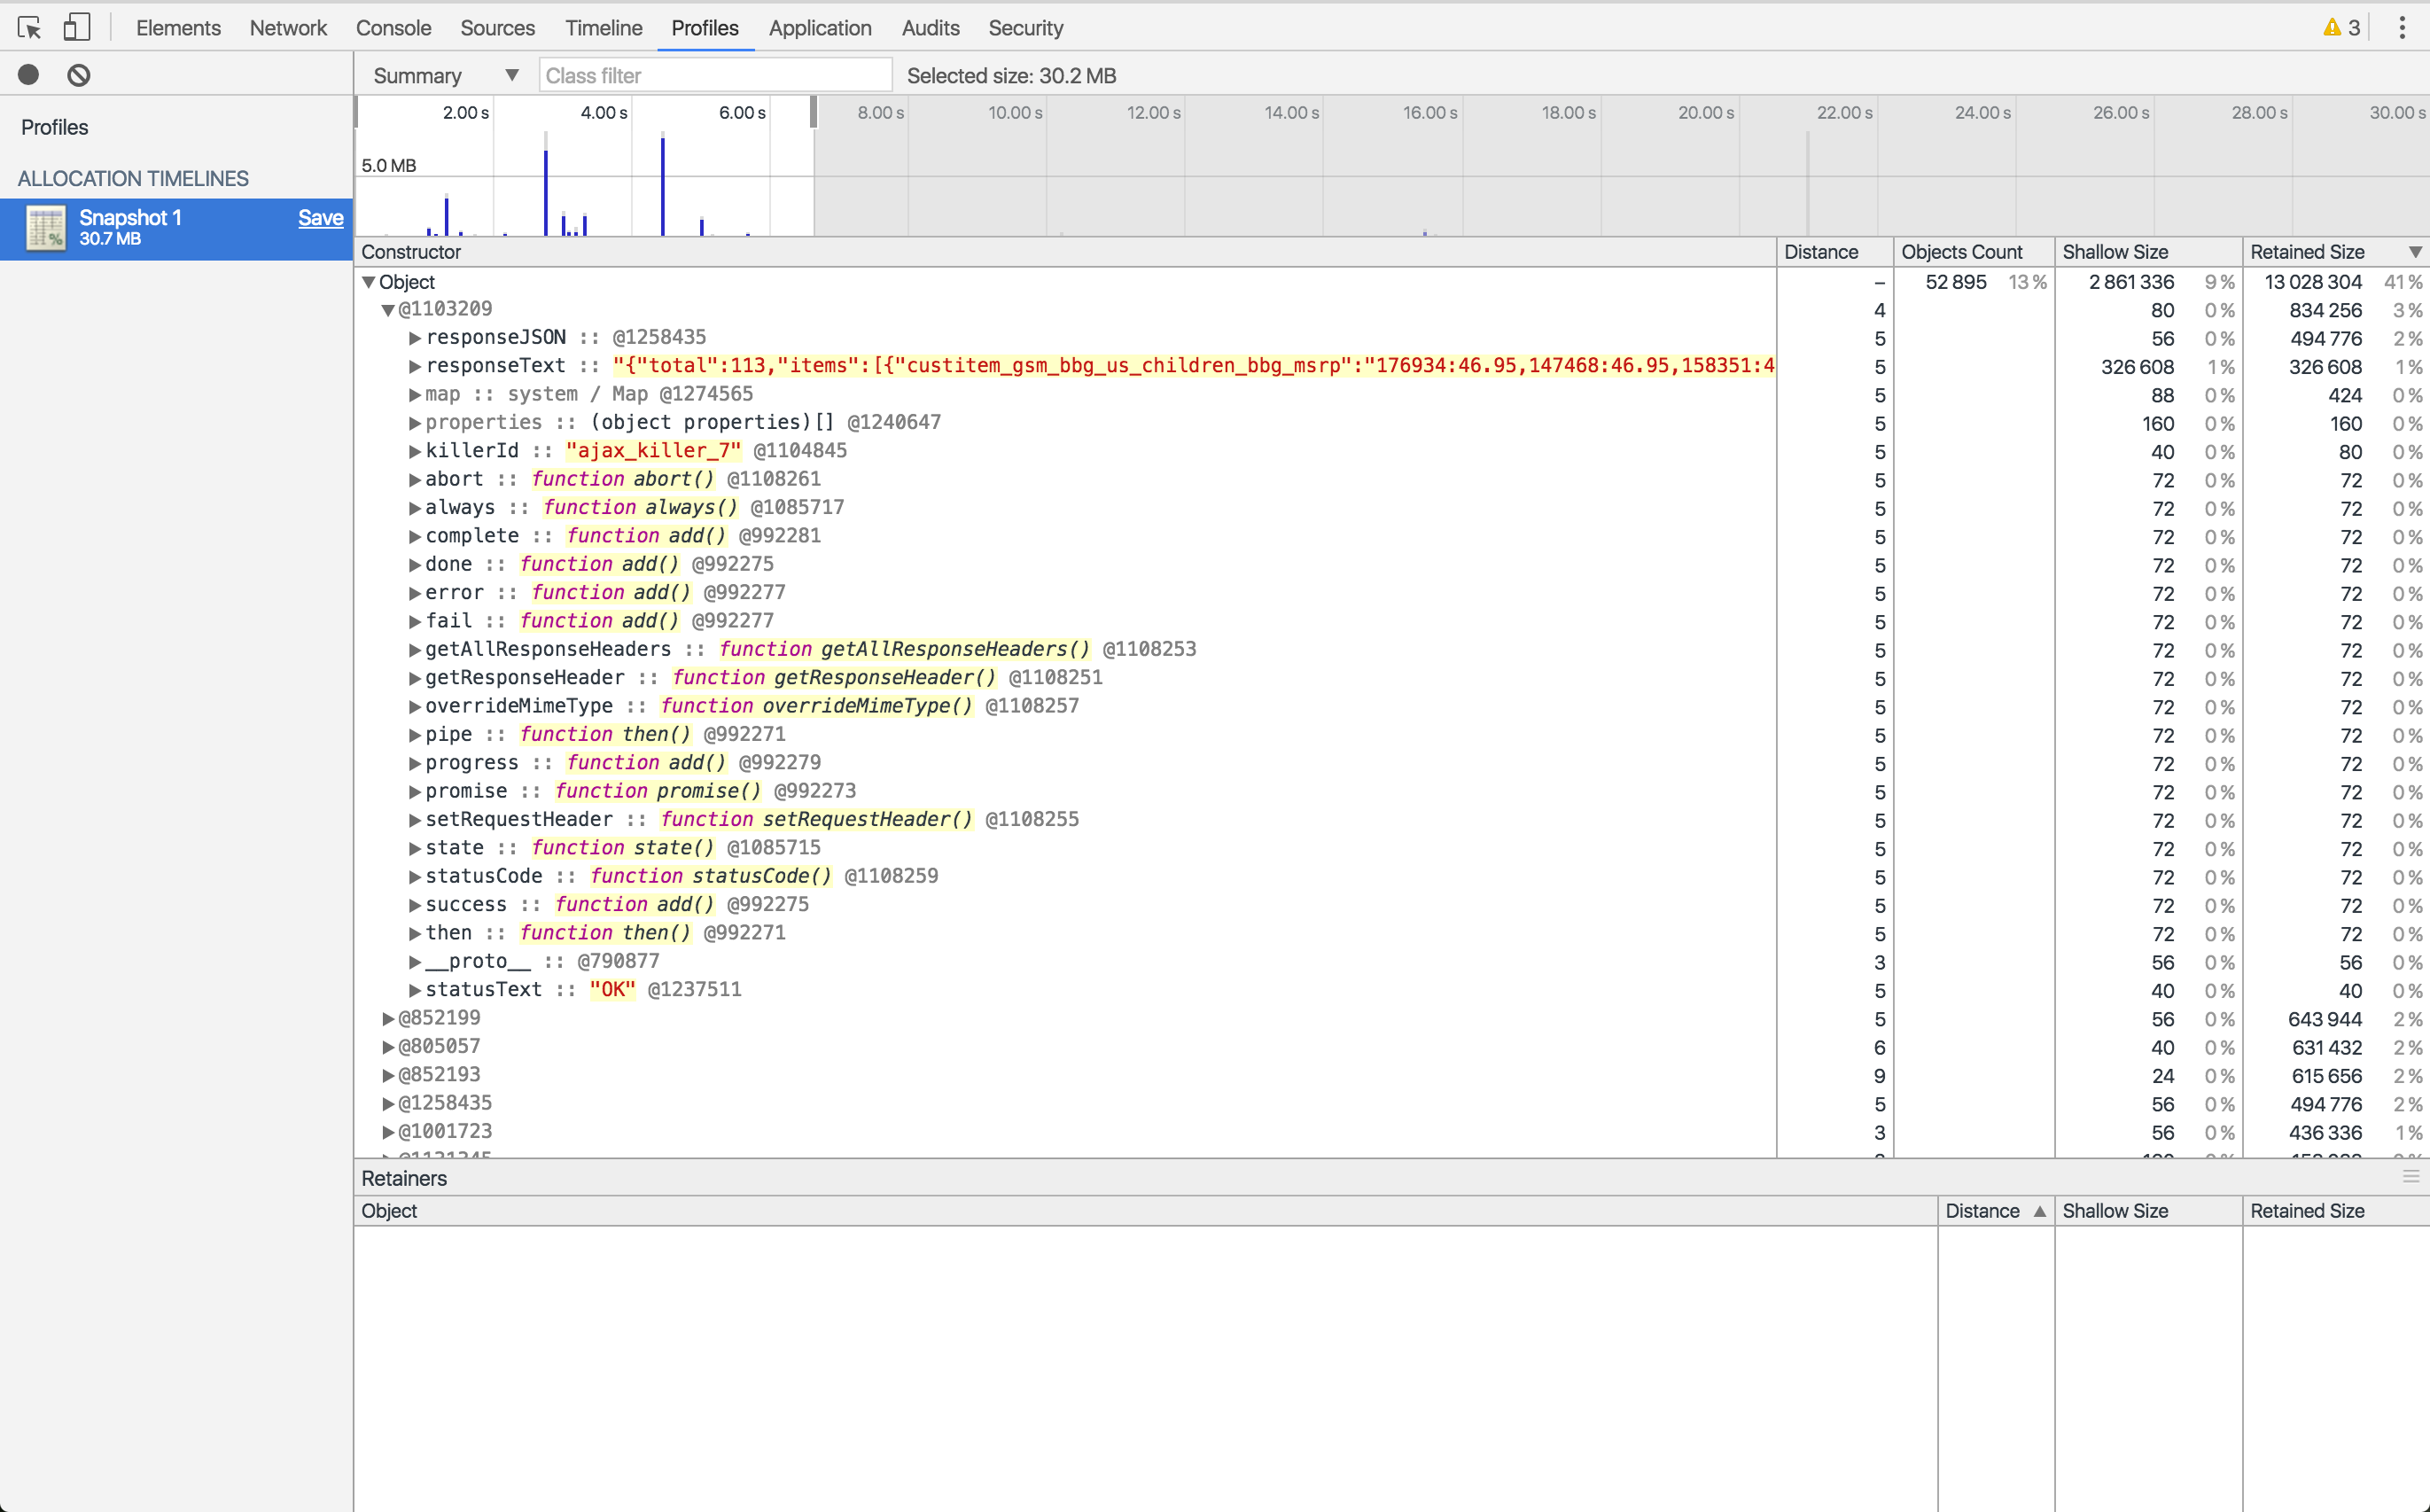 Elements Network Console Sources Timeline Profiles Application Audits Security 3
Summary Class filter Selected size: 30.2 MB
Profiles
ALLOCATION TIMELINES
Snapshot 1 Save
30.7 MB
2.00 s 4.00 s 6.00 s 8.00 s 10.00 s 12.00 s 14.00 s 16.00 s 18.00 s 20.00 s 22.00 s 24.00 s 26.00 s 28.00 s 30.00 s
5.0 MB
Constructor Distance Objects Count Shallow Size Retained Size
Object – 52 895 13 % 2 861 336 9 % 13 028 304 41 %
@1103209 4 80 0 % 834 256 3 %
responseJSON :: @1258435 5 56 0 % 494 776 2 %
responseText :: "{"total":113,"items":[{"custitem_gsm_bbg_us_children_bbg_msrp":"176934:46.95,147468:46.95,158351:4 5 326 608 1 % 326 608 1 %
map :: system / Map @1274565 5 88 0 % 424 0 %
properties :: (object properties)[] @1240647 5 160 0 % 160 0 %
killerId :: "ajax_killer_7" @1104845 5 40 0 % 80 0 %
abort :: function abort() @1108261 5 72 0 % 72 0 %
always :: function always() @1085717 5 72 0 % 72 0 %
complete :: function add() @992281 5 72 0 % 72 0 %
done :: function add() @992275 5 72 0 % 72 0 %
error :: function add() @992277 5 72 0 % 72 0 %
fail :: function add() @992277 5 72 0 % 72 0 %
getAllResponseHeaders :: function getAllResponseHeaders() @1108253 5 72 0 % 72 0 %
getResponseHeader :: function getResponseHeader() @1108251 5 72 0 % 72 0 %
overrideMimeType :: function overrideMimeType() @1108257 5 72 0 % 72 0 %
pipe :: function then() @992271 5 72 0 % 72 0 %
progress :: function add() @992279 5 72 0 % 72 0 %
promise :: function promise() @992273 5 72 0 % 72 0 %
setRequestHeader :: function setRequestHeader() @1108255 5 72 0 % 72 0 %
state :: function state() @1085715 5 72 0 % 72 0 %
statusCode :: function statusCode() @1108259 5 72 0 % 72 0 %
success :: function add() @992275 5 72 0 % 72 0 %
then :: function then() @992271 5 72 0 % 72 0 %
__proto__ :: @790877 3 56 0 % 56 0 %
statusText :: "OK" @1237511 5 40 0 % 40 0 %
@852199 5 56 0 % 643 944 2 %
@805057 6 40 0 % 631 432 2 %
@852193 9 24 0 % 615 656 2 %
@1258435 5 56 0 % 494 776 2 %
@1001723 3 56 0 % 436 336 1 %
Retainers
Object Distance Shallow Size Retained Size